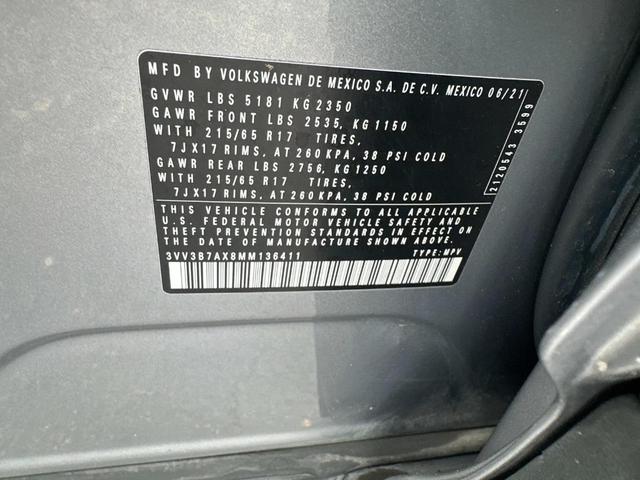 MFD BY VOLKSWAGEN DE MEXICO S.A. DE C.V. MEXICO 06/21
GVWR LBS 5181 KG 2350
GAWR FRONT LBS 2535, KG 1150
WITH 215/65 R17 TIRES,
7JX17 RIMS, AT 260 KPA, 38 PSI COLD
GAWR REAR LBS 2756, KG 1250
WITH 215/65 R17 TIRES,
7JX17 RIMS, AT 260 KPA, 38 PSI COLD
THIS VEHICLE CONFORMS TO ALL APPLICABLE
U.S. FEDERAL MOTOR VEHICLE SAFETY AND
THEFT PREVENTION STANDARDS IN EFFECT ON
THE DATE OF MANUFACTURE SHOWN ABOVE.
3VV3B7AX8MM136411 TYPE: MPV
2120543 3599